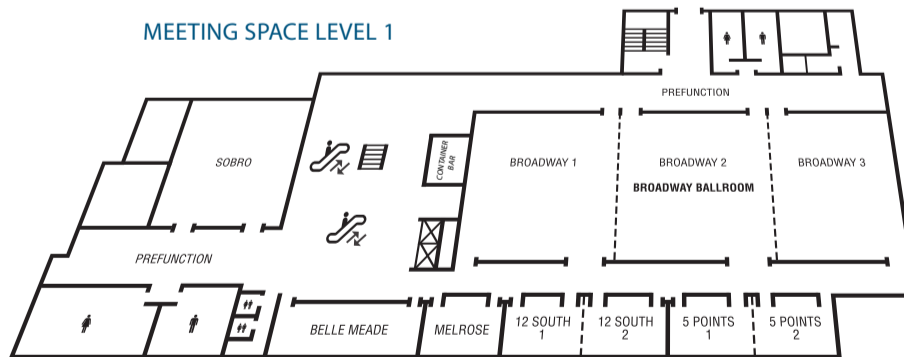 MEETING SPACE LEVEL 1
PREFUNCTION
SOBRO
CONTAINER
BAR
BROADWAY 1
BROADWAY 2
BROADWAY 3
BROADWAY BALLROOM
PREFUNCTION
BELLE MEADE
MELROSE
12 SOUTH
1
12 SOUTH
2
5 POINTS
1
5 POINTS
2